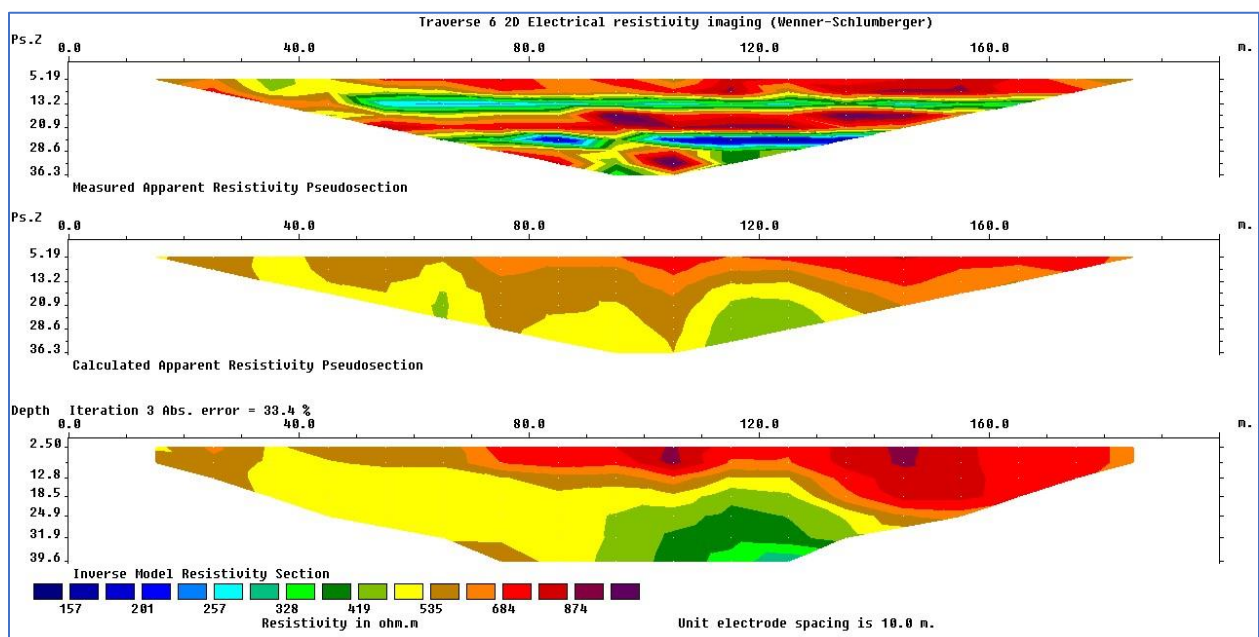 Traverse 6 2D Electrical resistivity imaging (Wenner-Schlumberger)
Ps.Z 0.0 40.0 80.0 120.0 160.0 m.
5.19
13.2
20.9
28.6
36.3
Measured Apparent Resistivity Pseudosection
Ps.Z 0.0 40.0 80.0 120.0 160.0 m.
5.19
13.2
20.9
28.6
36.3
Calculated Apparent Resistivity Pseudosection
Depth Iteration 3 Abs. error = 33.4 %
0.0 40.0 80.0 120.0 160.0 m.
2.50
12.8
18.5
24.9
31.9
39.6
Inverse Model Resistivity Section
157 201 257 328 419 535 684 874
Resistivity in ohm.m Unit electrode spacing is 10.0 m.